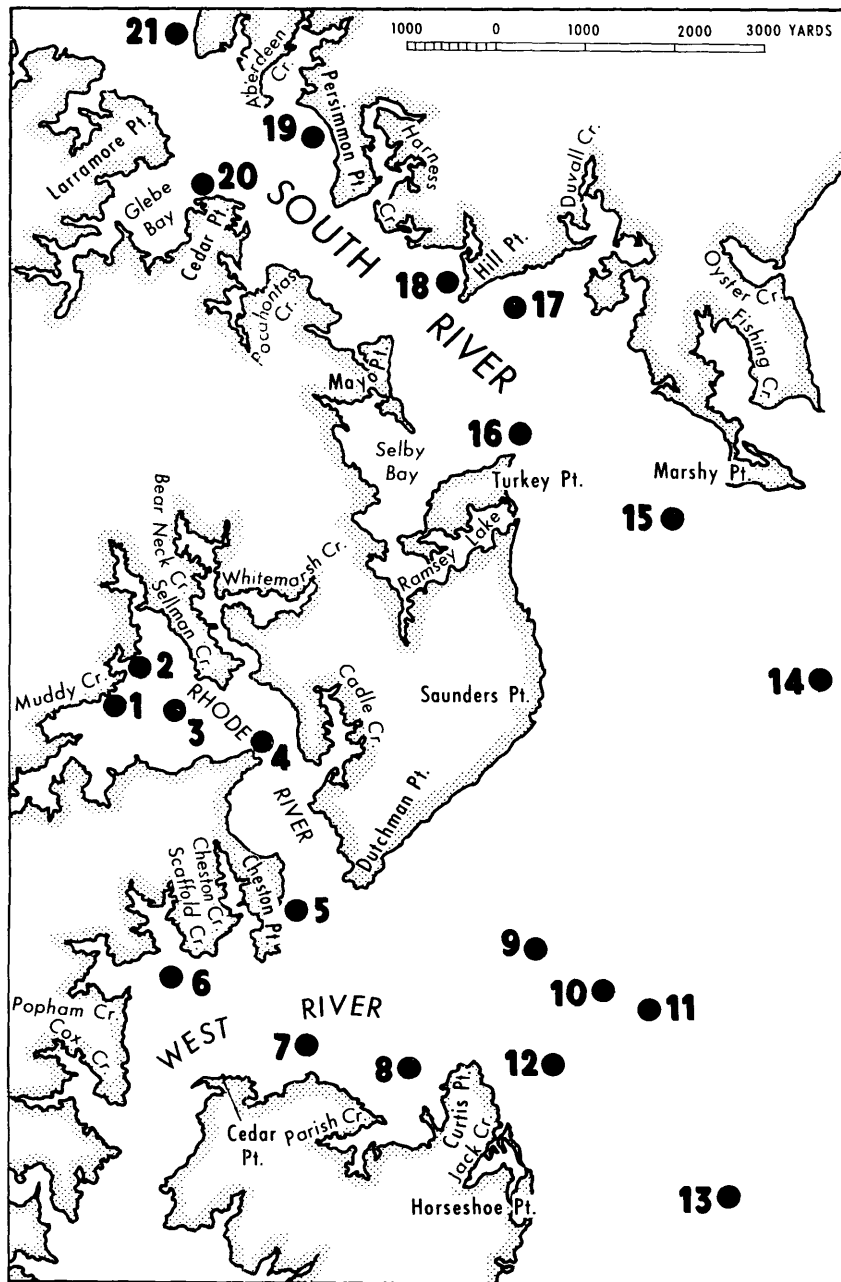 21
Aberdeen Cr.
1000 0 1000 2000 3000 YARDS
Larramore Pt.
19
Persimmon Pt.
Harness Cr.
Duvall Cr.
20
Glebe Bay
Cedar Pt.
SOUTH RIVER
Pocahontas Cr.
18
Hill Pt.
17
Oyster Cr.
Fishing Cr.
Mayo Pt.
16
Selby Bay
Turkey Pt.
Marshy Pt.
15
Ramsey Lake
Bear Neck Cr.
Sellman Cr.
Whitemarsh Cr.
Muddy Cr.
2
1
3
RHODE RIVER
4
Cadle Cr.
Saunders Pt.
14
Dutchman Pt.
Cheston Cr.
Scaffold Cr.
Cheston Pt.
5
9
6
10
11
Popham Cr.
Cox Cr.
WEST RIVER
7
8
12
Cedar Pt.
Parish Cr.
Curtis Pt.
Jack Cr.
Horseshoe Pt.
13